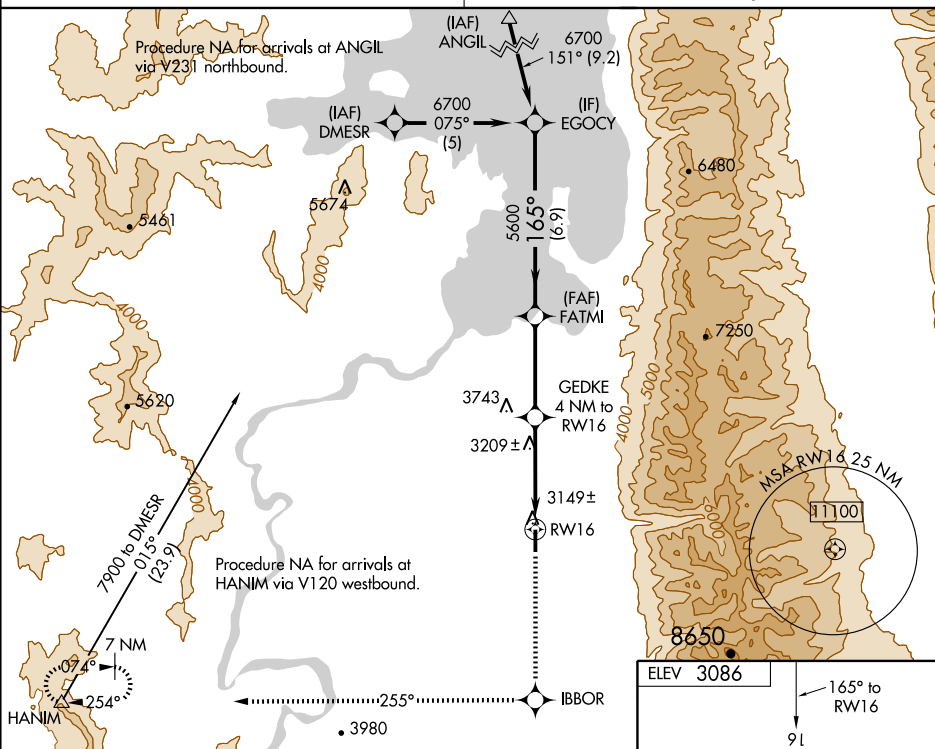 Procedure NA for arrivals at ANGIL
via V231 northbound.
(IAF)
ANGIL
6700
151° (9.2)
(IAF)
DMESR
6700
075°
(5)
(IF)
EGOCY
6480
5674
5461
5600
165°
(6.9)
4000
4000
(FAF)
FATMI
7250
5000
4000
5620
3743
GEDKE
4 NM to
RW16
3209±
MSA RW16 25 NM
11100
4000
3149±
RW16
7900 to DMESR
015°
(23.9)
Procedure NA for arrivals at
HANIM via V120 westbound.
7 NM
074°
254°
HANIM
8650
ELEV 3086
165° to
RW16
255°
IBBOR
3980